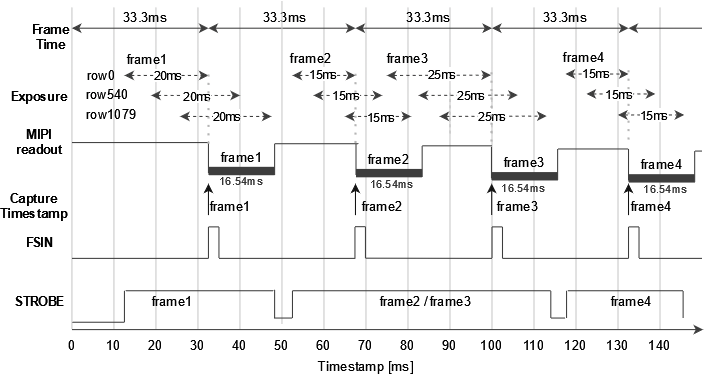 Frame Time 33.3ms 33.3ms 33.3ms 33.3ms
frame1 frame2 frame3 frame4
Exposure
row0 20ms 15ms 25ms 15ms
row540 20ms 15ms 25ms 15ms
row1079 20ms 15ms 25ms 15ms
MIPI readout frame1 frame2 frame3 frame4
16.54ms 16.54ms 16.54ms 16.54ms
Capture Timestamp frame1 frame2 frame3 frame4
FSIN
STROBE frame1 frame2 / frame3 frame4
0 10 20 30 40 50 60 70 80 90 100 110 120 130 140
Timestamp [ms]